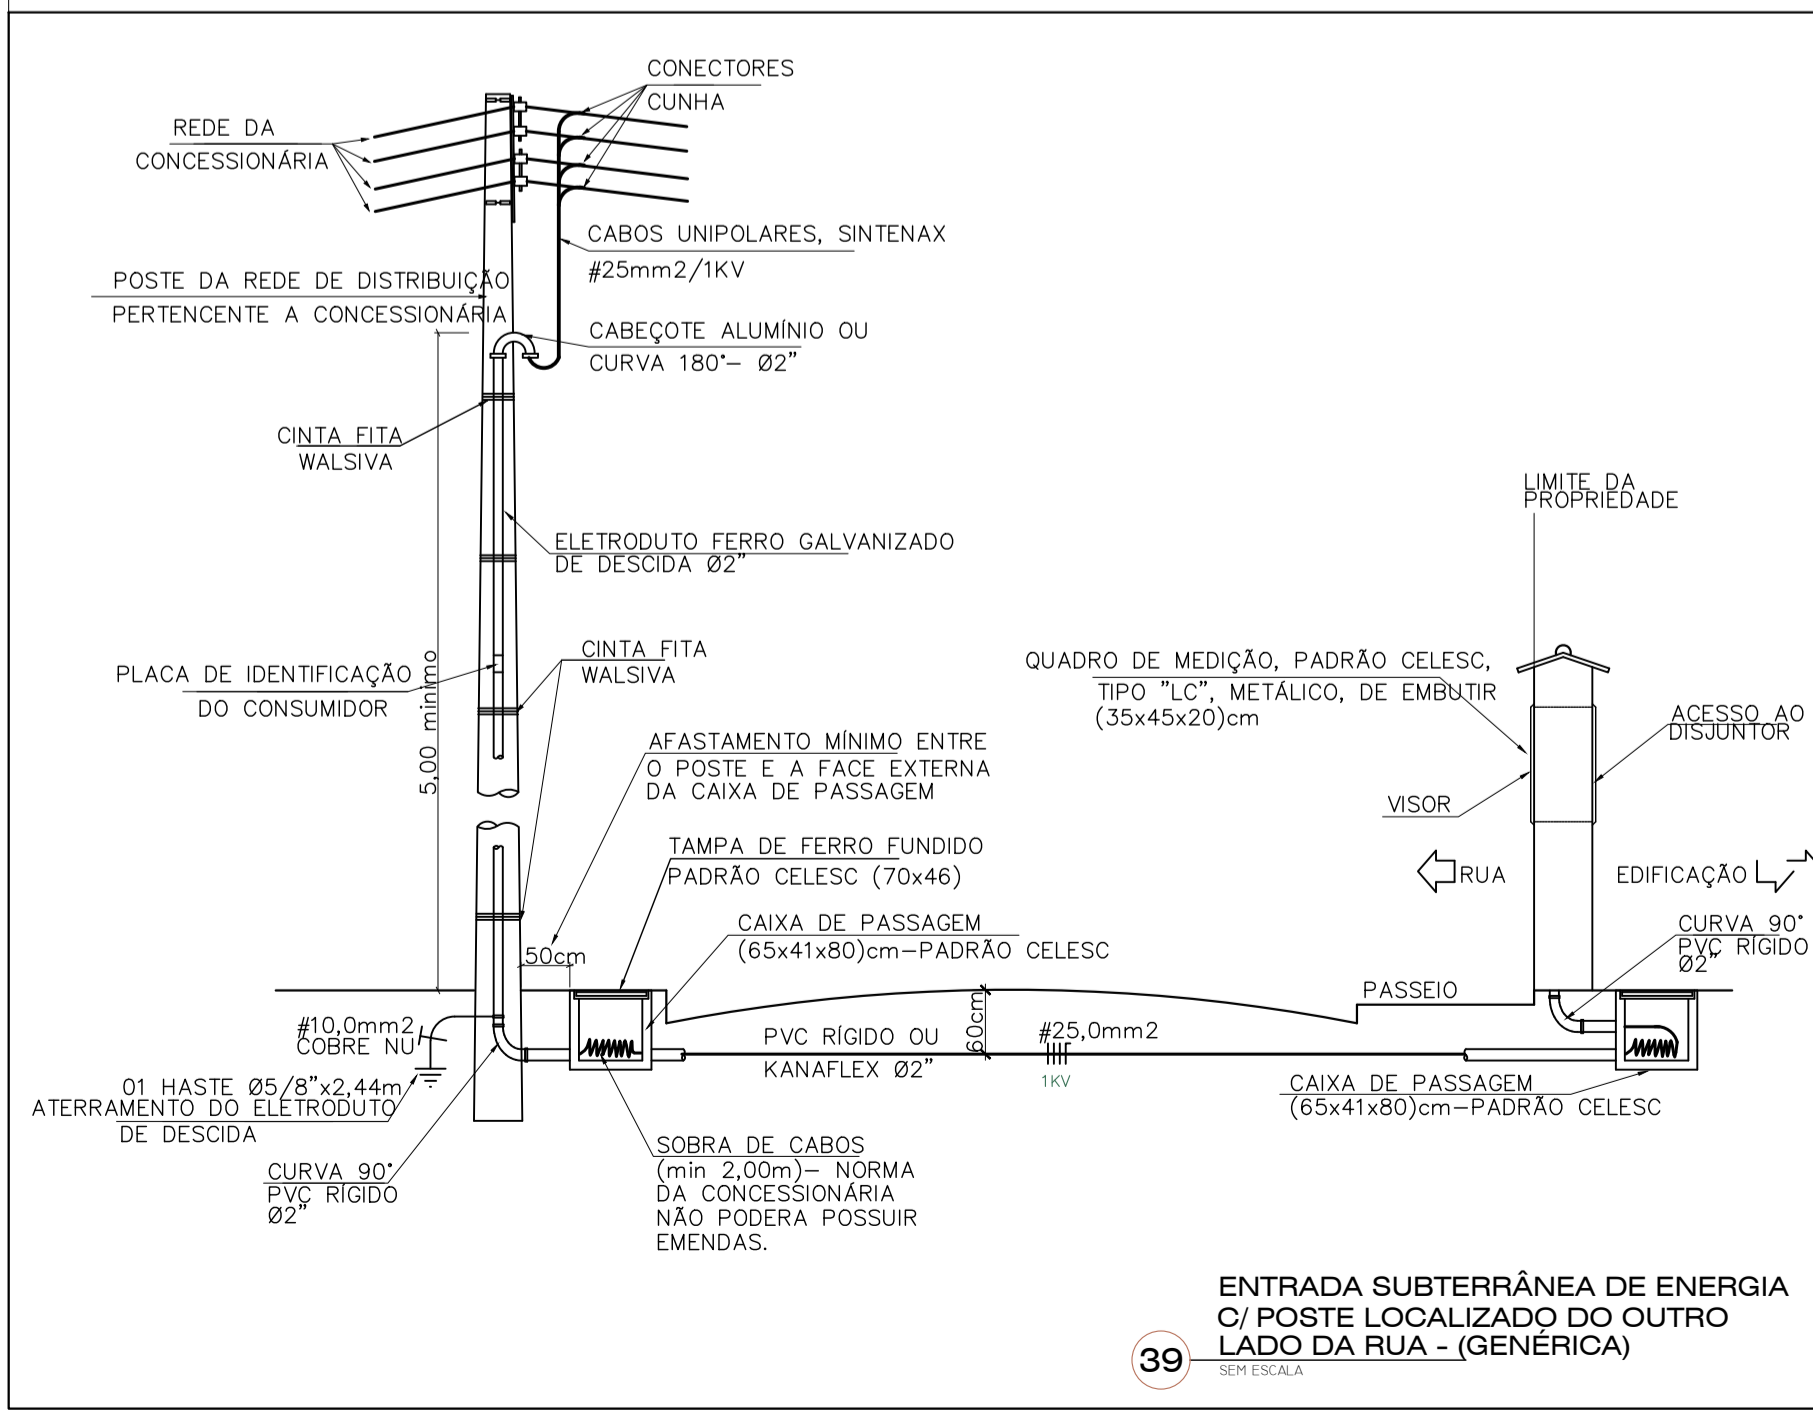 CONECTORES
CUNHA
REDE DA
CONCESSIONÁRIA
CABOS UNIPOLARES, SINTENAX
#25mm2/1KV
POSTE DA REDE DE DISTRIBUIÇÃO
PERTENCENTE A CONCESSIONÁRIA
CABEÇOTE ALUMÍNIO OU
CURVA 180°- Ø2”
CINTA FITA
WALSIVA
ELETRODUTO FERRO GALVANIZADO
DE DESCIDA Ø2”
LIMITE DA
PROPRIEDADE
CINTA FITA
WALSIVA
PLACA DE IDENTIFICAÇÃO
DO CONSUMIDOR
5,00 minimo
QUADRO DE MEDIÇÃO, PADRÃO CELESC,
TIPO ”LC”, METÁLICO, DE EMBUTIR
(35x45x20)cm
ACESSO AO
DISJUNTOR
AFASTAMENTO MÍNIMO ENTRE
O POSTE E A FACE EXTERNA
DA CAIXA DE PASSAGEM
VISOR
TAMPA DE FERRO FUNDIDO
PADRÃO CELESC (70x46)
RUA
EDIFICAÇÃO
CAIXA DE PASSAGEM
(65x41x80)cm-PADRÃO CELESC
50cm
CURVA 90°
PVC RÍGIDO
Ø2”
PASSEIO
#10,0mm2
COBRE NÚ
PVC RÍGIDO OU
KANAFLEX Ø2”
60cm
#25,0mm2
1KV
01 HASTE Ø5/8”x2,44m
ATERRAMENTO DO ELETRODUTO
DE DESCIDA
CAIXA DE PASSAGEM
(65x41x80)cm-PADRÃO CELESC
CURVA 90°
PVC RÍGIDO
Ø2”
SOBRA DE CABOS
(min 2,00m)- NORMA
DA CONCESSIONÁRIA
NÃO PODERA POSSUIR
EMENDAS.
ENTRADA SUBTERRÂNEA DE ENERGIA
C/ POSTE LOCALIZADO DO OUTRO
LADO DA RUA - (GENÉRICA)
39
SEM ESCALA